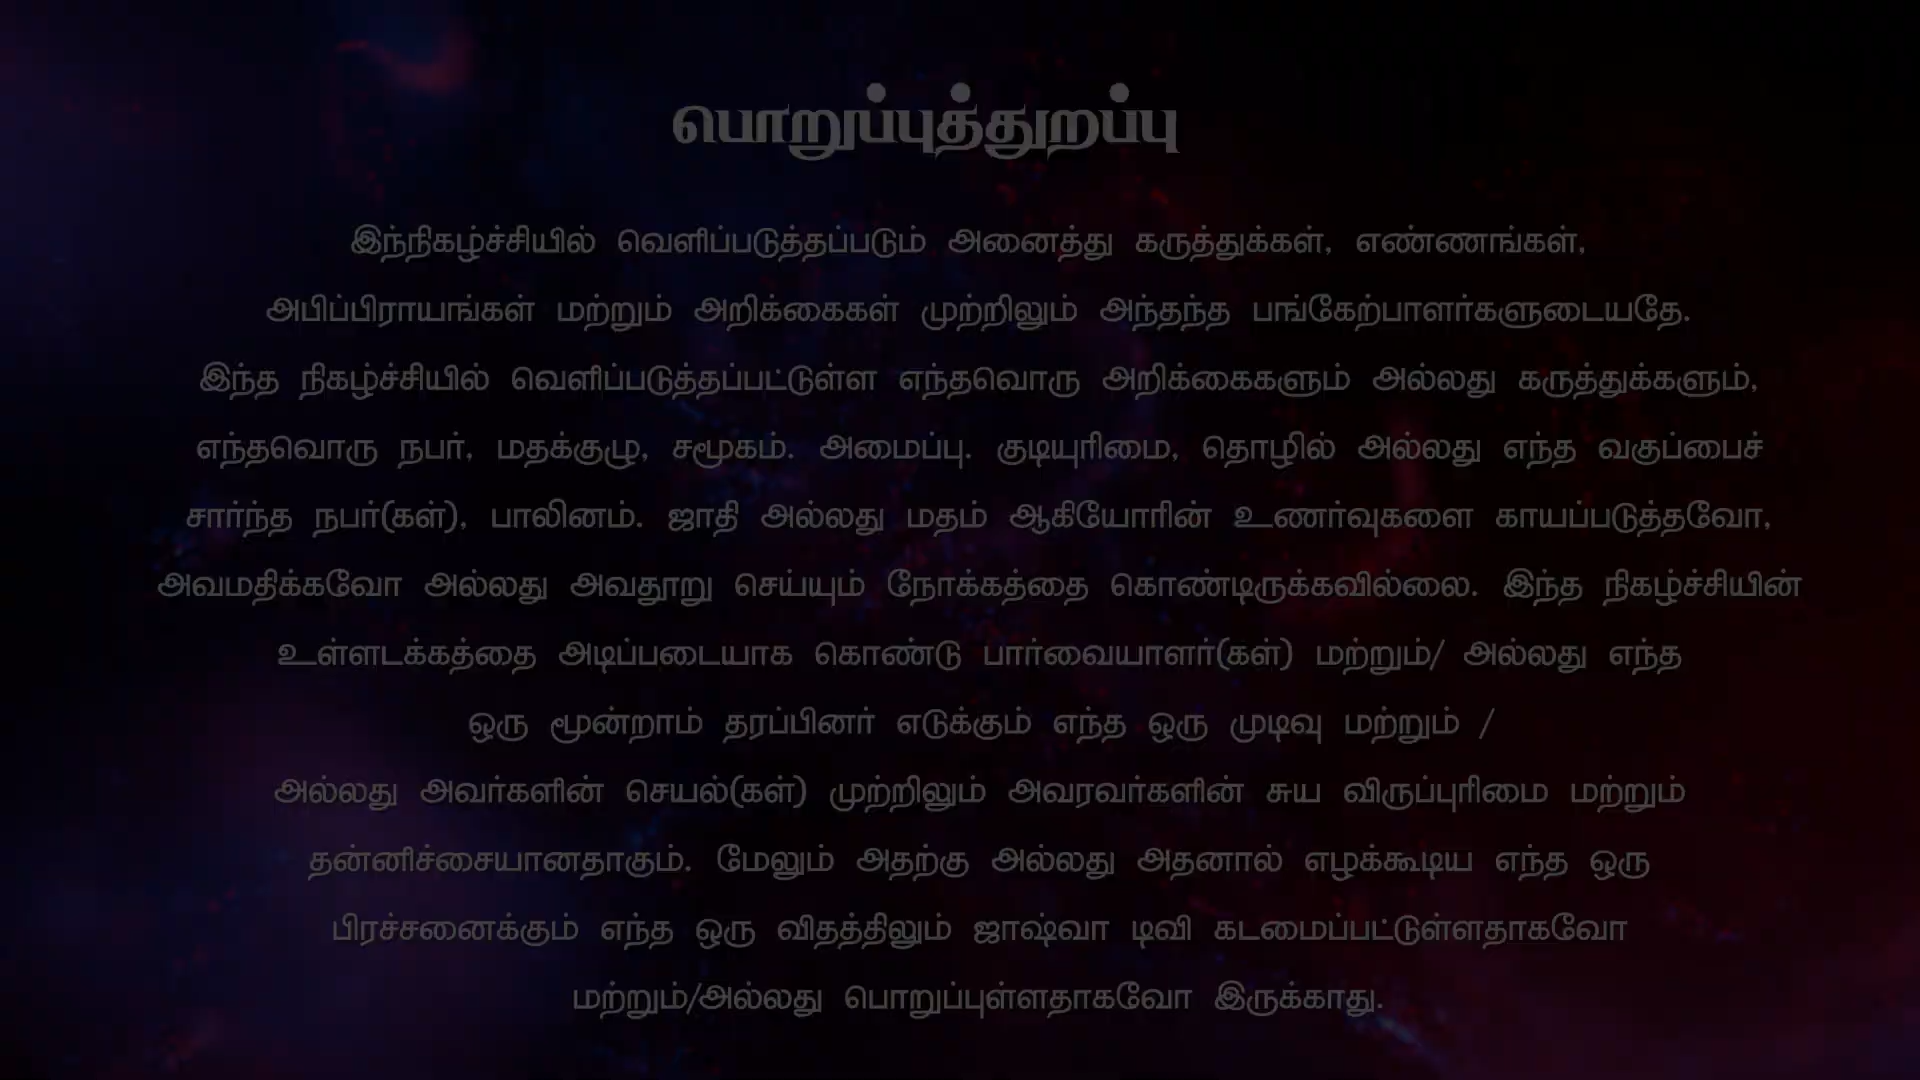 பொறுப்புத்துறப்பு
இந்நிகழ்ச்சியில் வெளிப்படுத்தப்படும் அனைத்து கருத்துக்கள், எண்ணங்கள்,
அபிப்பிராயங்கள் மற்றும் அறிக்கைகள் முற்றிலும் அந்தந்த பங்கேற்பாளர்களுடையதே.
இந்த நிகழ்ச்சியில் வெளிப்படுத்தப்பட்டுள்ள எந்தவொரு அறிக்கைகளும் அல்லது கருத்துக்களும்,
எந்தவொரு நபர், மதக்குழு, சமூகம். அமைப்பு. குடியுரிமை, தொழில் அல்லது எந்த வகுப்பைச்
சார்ந்த நபர்(கள்), பாலினம். ஜாதி அல்லது மதம் ஆகியோரின் உணர்வுகளை காயப்படுத்தவோ,
அவமதிக்கவோ அல்லது அவதூறு செய்யும் நோக்கத்தை கொண்டிருக்கவில்லை. இந்த நிகழ்ச்சியின்
உள்ளடக்கத்தை அடிப்படையாக கொண்டு பார்வையாளர்(கள்) மற்றும்/ அல்லது எந்த
ஒரு மூன்றாம் தரப்பினர் எடுக்கும் எந்த ஒரு முடிவு மற்றும் /
அல்லது அவர்களின் செயல்(கள்) முற்றிலும் அவரவர்களின் சுய விருப்புரிமை மற்றும்
தன்னிச்சையானதாகும். மேலும் அதற்கு அல்லது அதனால் எழக்கூடிய எந்த ஒரு
பிரச்சனைக்கும் எந்த ஒரு விதத்திலும் ஜாஷ்வா டிவி கடமைப்பட்டுள்ளதாகவோ
மற்றும்/அல்லது பொறுப்புள்ளதாகவோ இருக்காது.